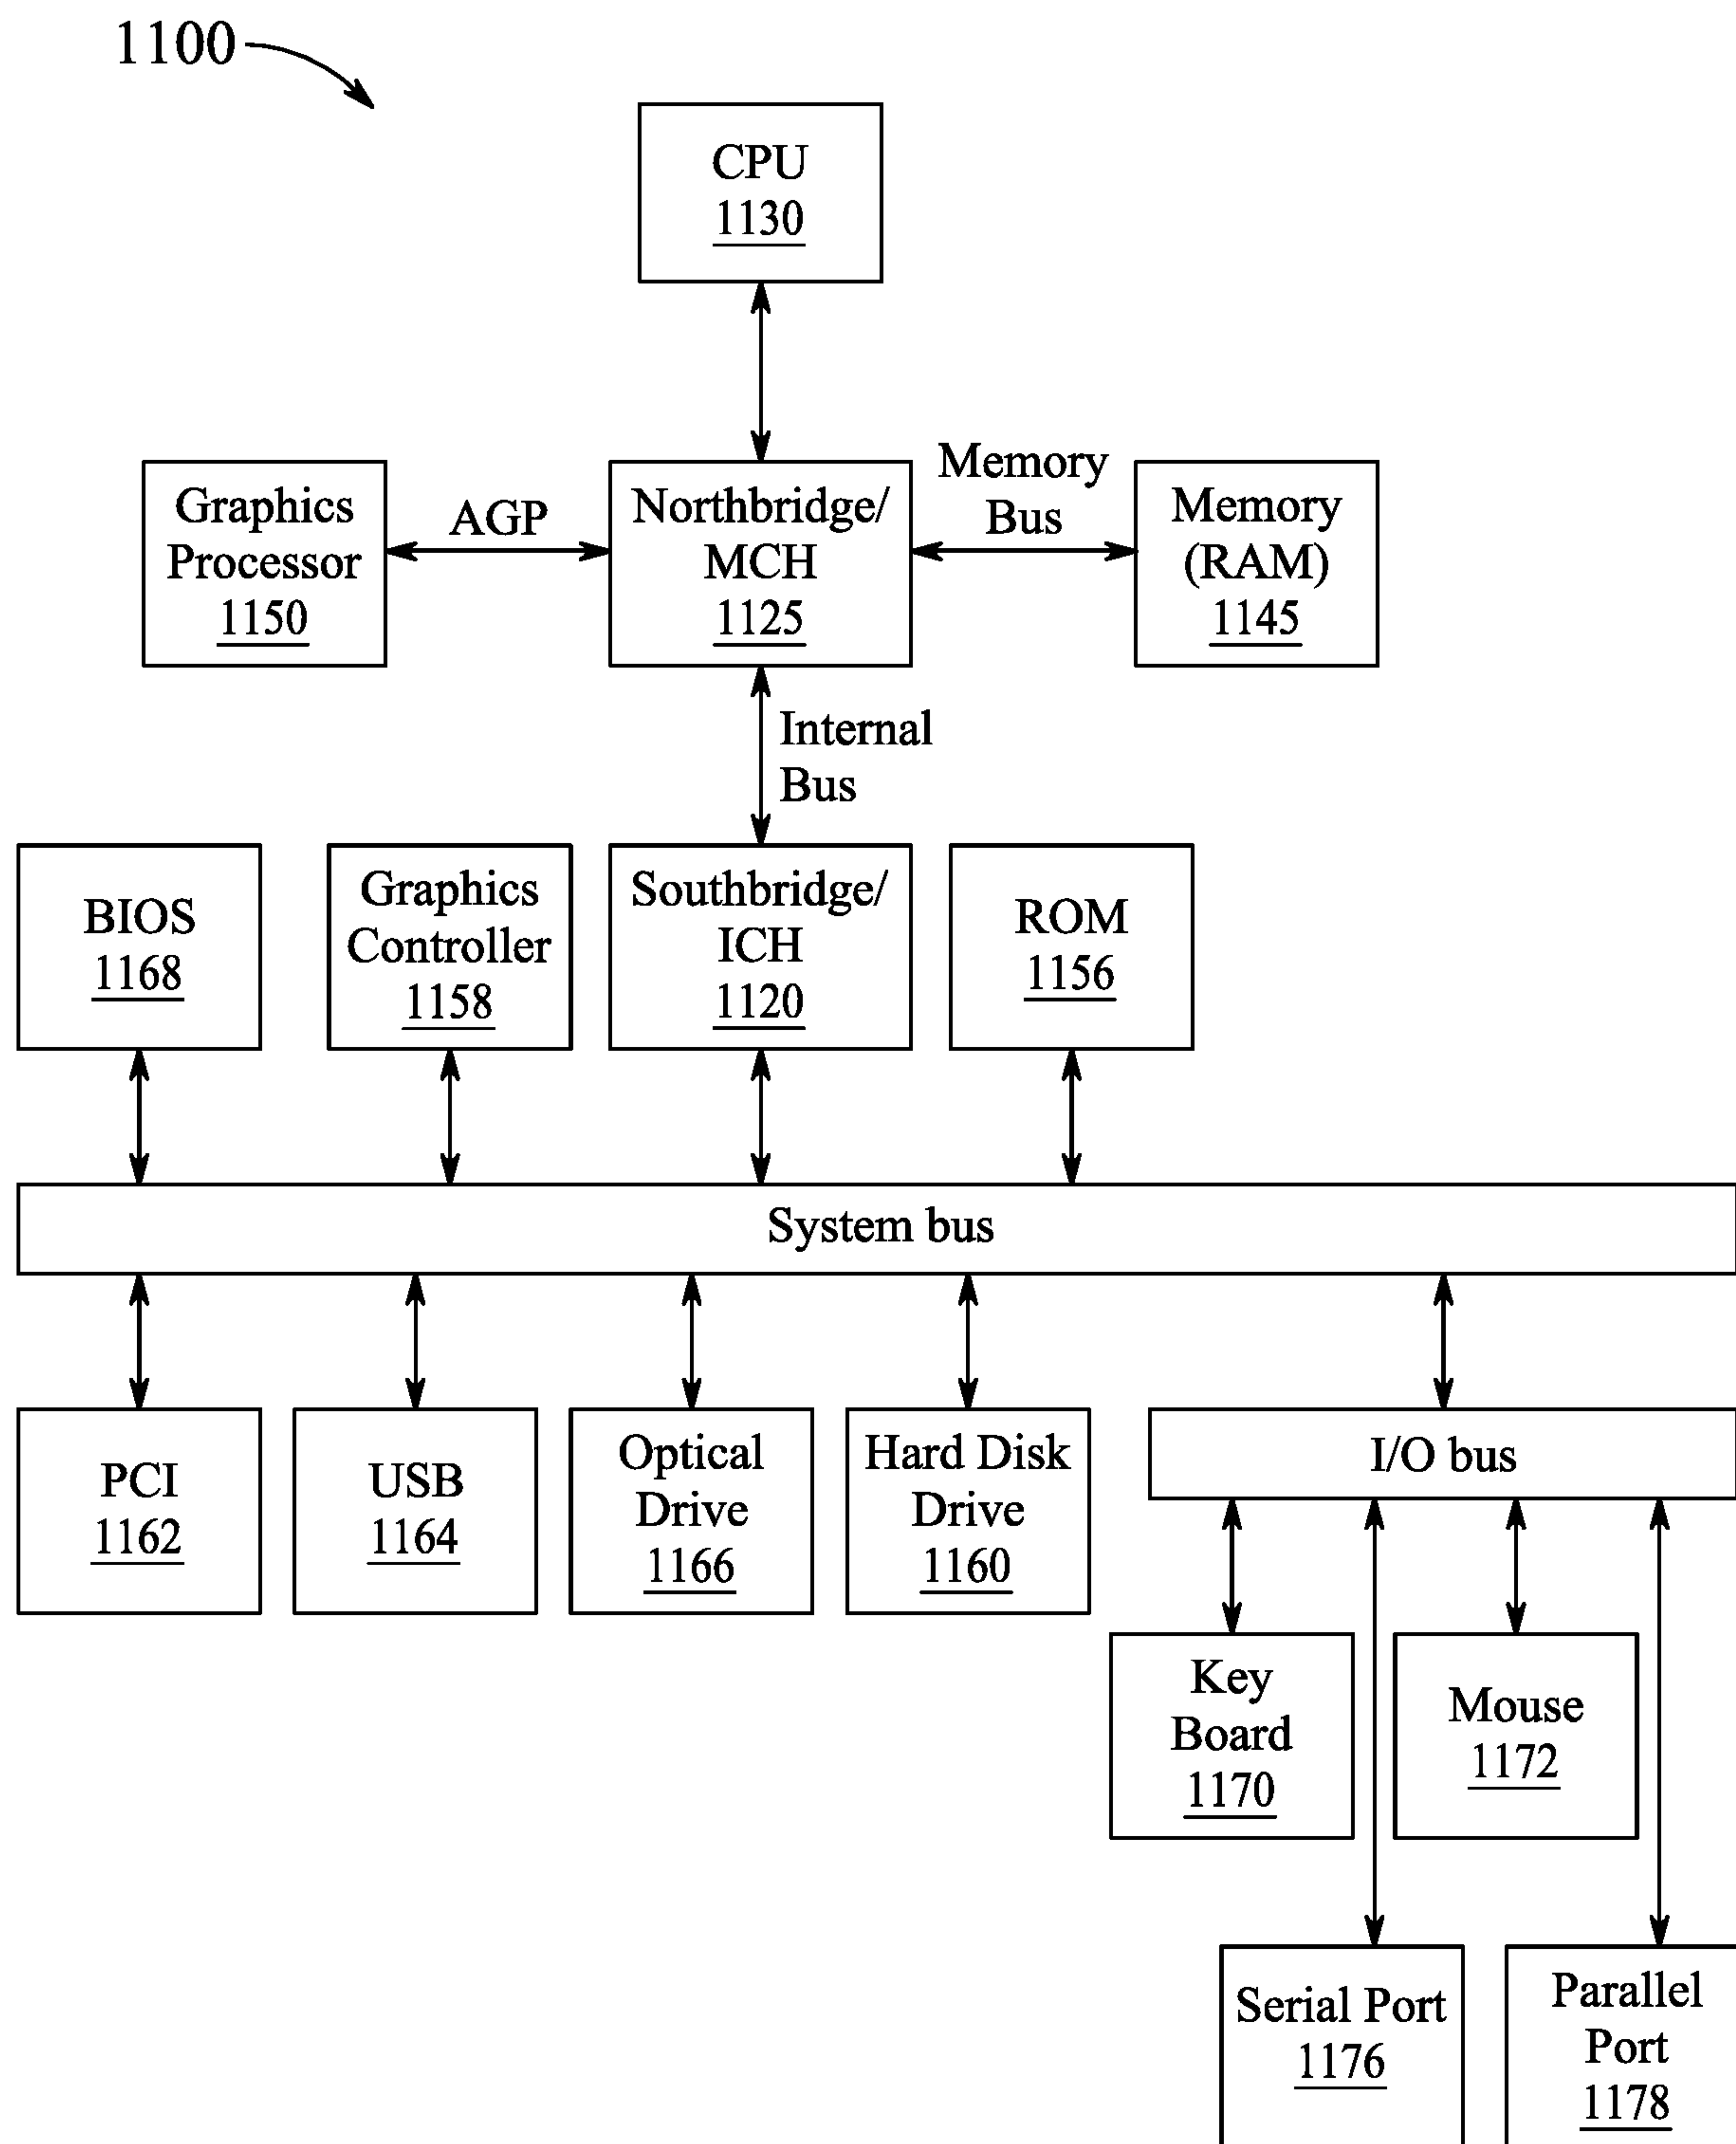 1100
CPU
1130
Graphics
Processor
1150
AGP
Northbridge/
MCH
1125
Memory
Bus
Memory
(RAM)
1145
Internal
Bus
BIOS
1168
Graphics
Controller
1158
Southbridge/
ICH
1120
ROM
1156
System bus
PCI
1162
USB
1164
Optical
Drive
1166
Hard Disk
Drive
1160
I/O bus
Key
Board
1170
Mouse
1172
Serial Port
1176
Parallel
Port
1178